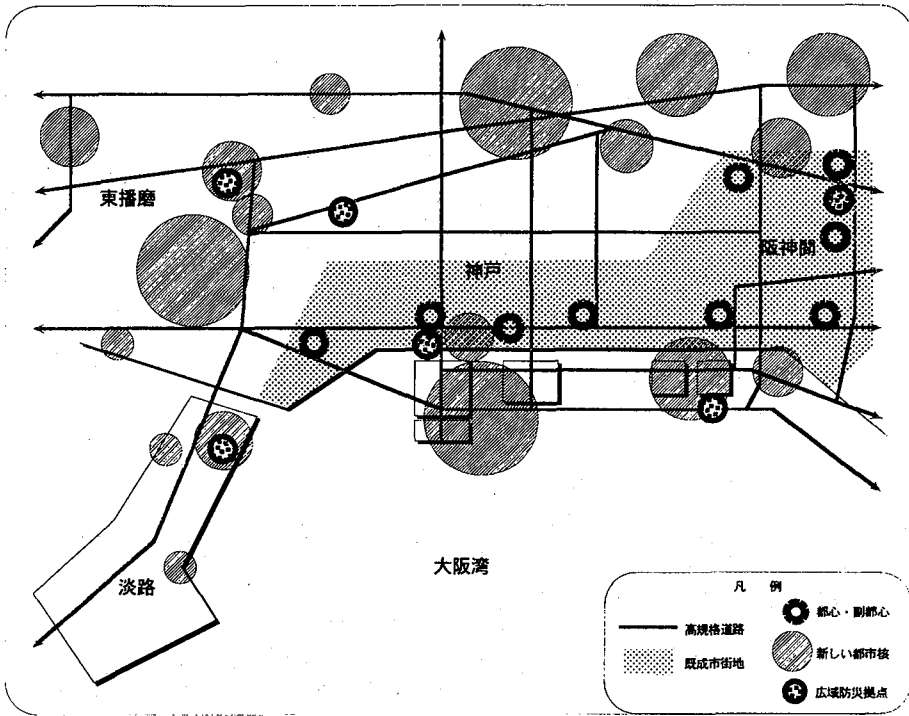 東播磨
神戸
阪神間
淡路
大阪湾
凡 例
高規格道路
既成市街地
都心・副都心
新しい都市核
広域防災拠点